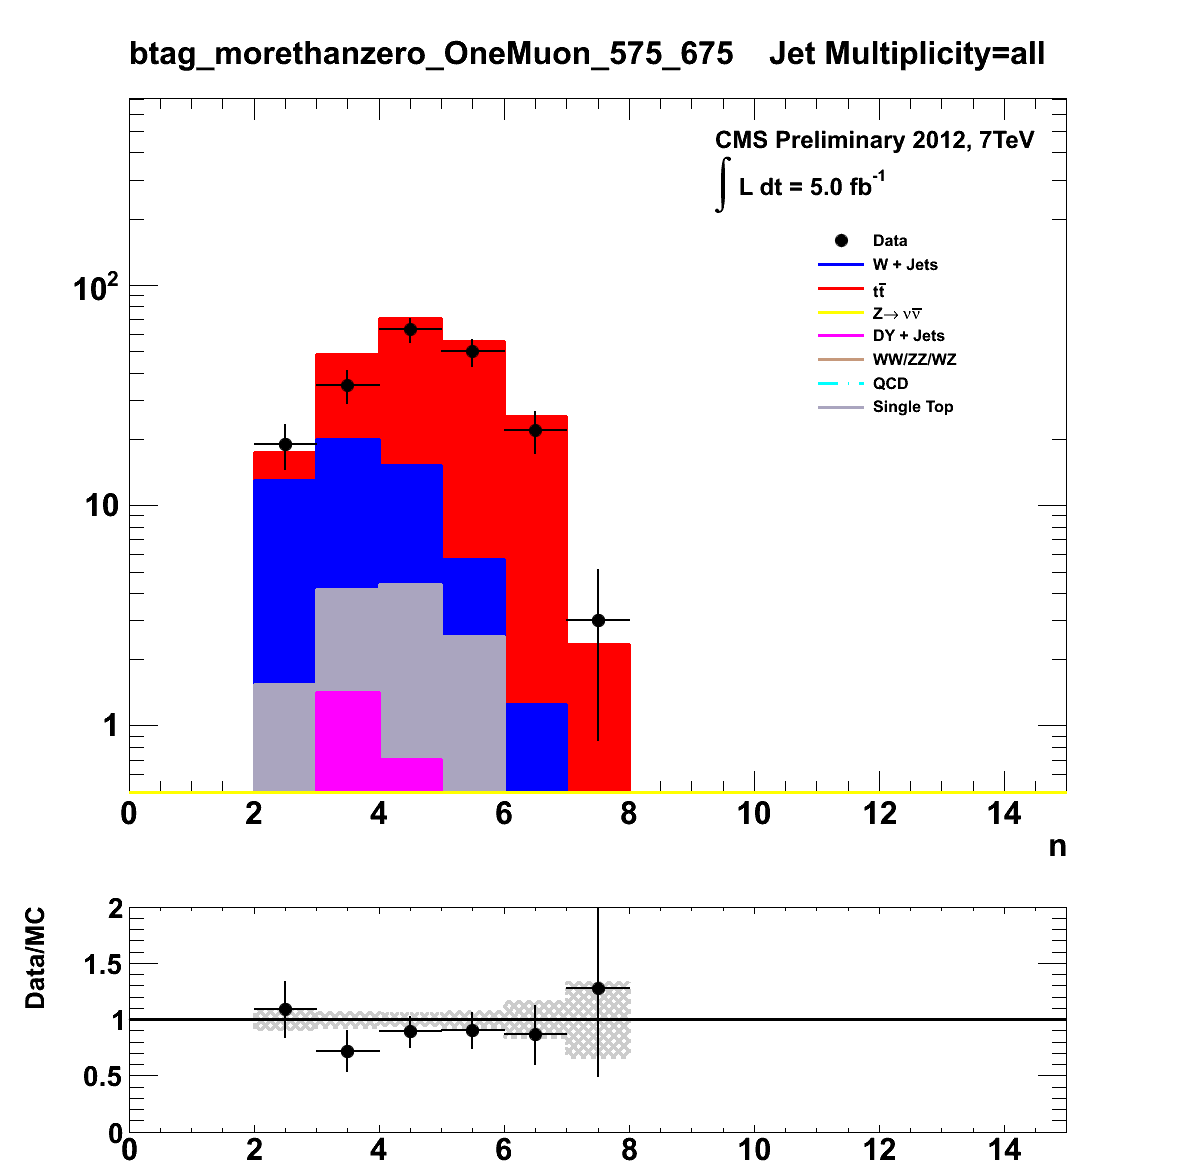 btag_morethanzero_OneMuon_575_675 Jet Multiplicity=all
CMS Preliminary 2012, 7TeV
∫ L dt = 5.0 fb⁻¹
Data
W + Jets
tt̅
Z→ νν̅
DY + Jets
WW/ZZ/WZ
QCD
Single Top
10²
10
1
0 2 4 6 8 10 12 14
n
Data/MC
2
1.5
1
0.5
0
0 2 4 6 8 10 12 14